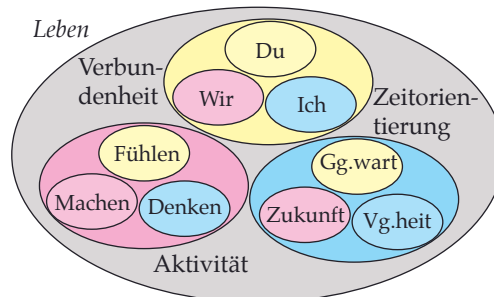 Leben
Du
Verbun-
denheit
Wir
Ich
Zeitorien-
tierung
Fühlen
Gg.wart
Machen
Denken
Zukunft
Vg.heit
Aktivität